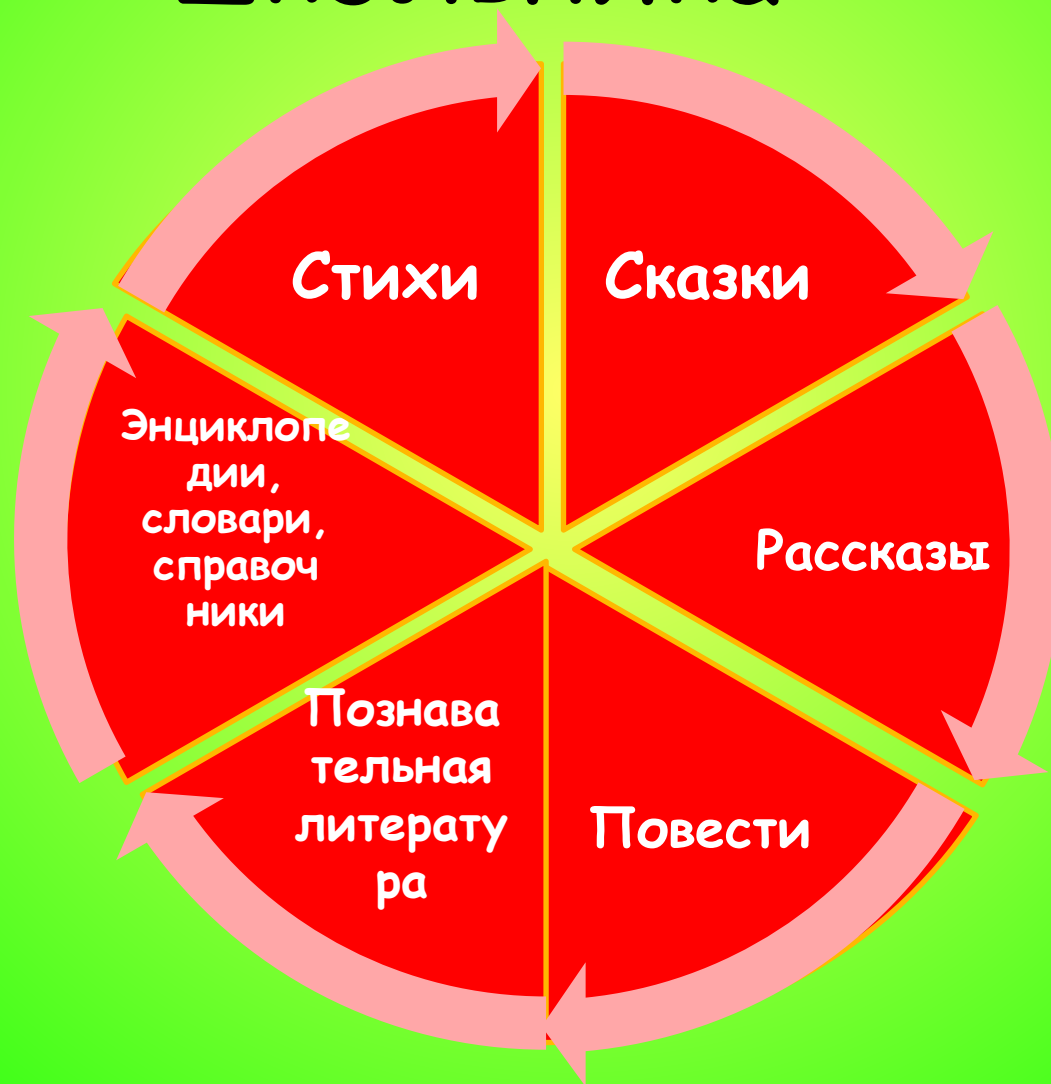 Стихи
Сказки
Энциклопе
дии,
словари,
справоч
ники
Рассказы
Познава
тельная
литерату
ра
Повести